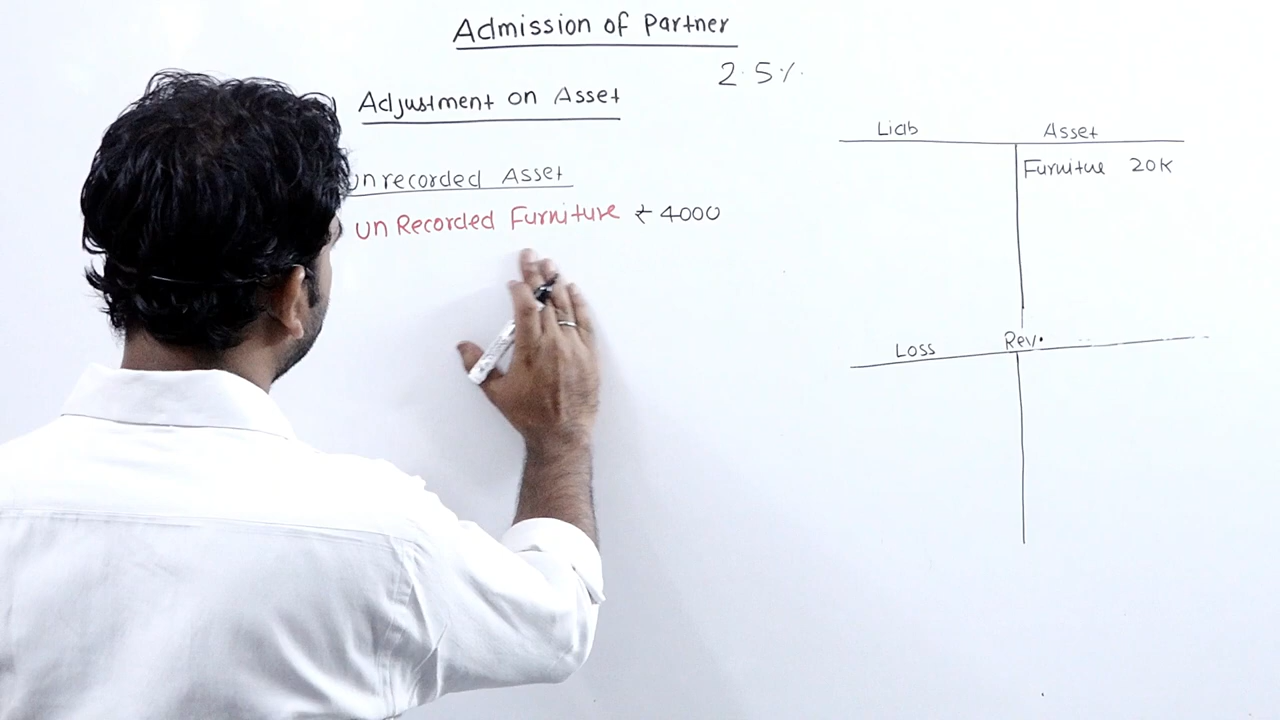 Admission of Partner
2.5%
Adjustment on Asset
unrecorded Asset
un Recorded Furniture ₹ 4000
Liab Asset
Furniture 20K
Loss Rev.